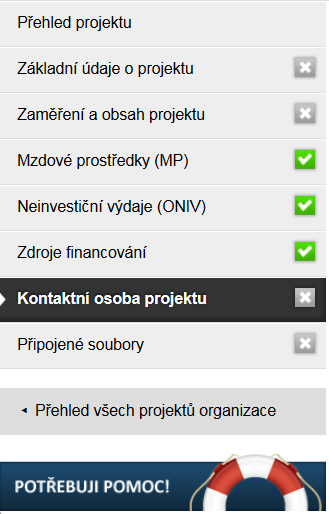 Přehled projektu
Základní údaje o projektu
Zaměření a obsah projektu
Mzdové prostředky (MP)
Neinvestiční výdaje (ONIV)
Zdroje financování
Kontaktní osoba projektu
Připojené soubory
Přehled všech projektů organizace
POTŘEBUJI POMOC!